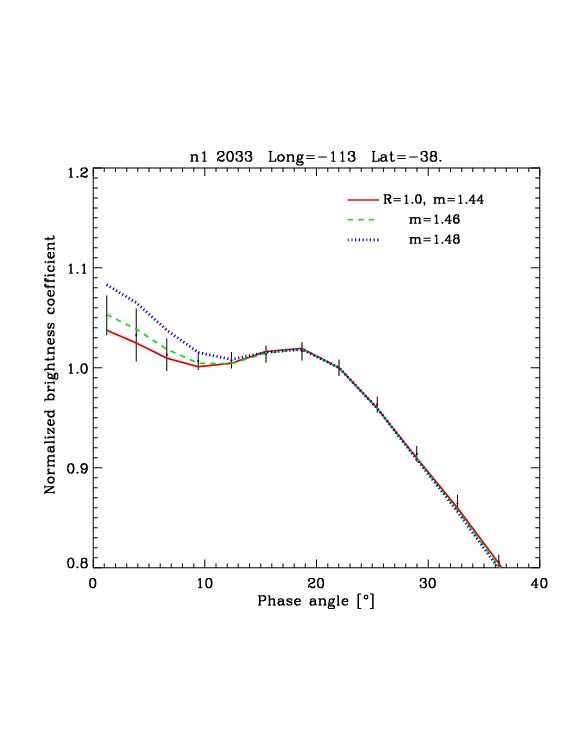 n1 2033 Long=-113 Lat=-38.
1.2
1.1
1.0
0.9
0.8
Normalized brightness coefficient
R=1.0, m=1.44
m=1.46
m=1.48
0 10 20 30 40
Phase angle [°]